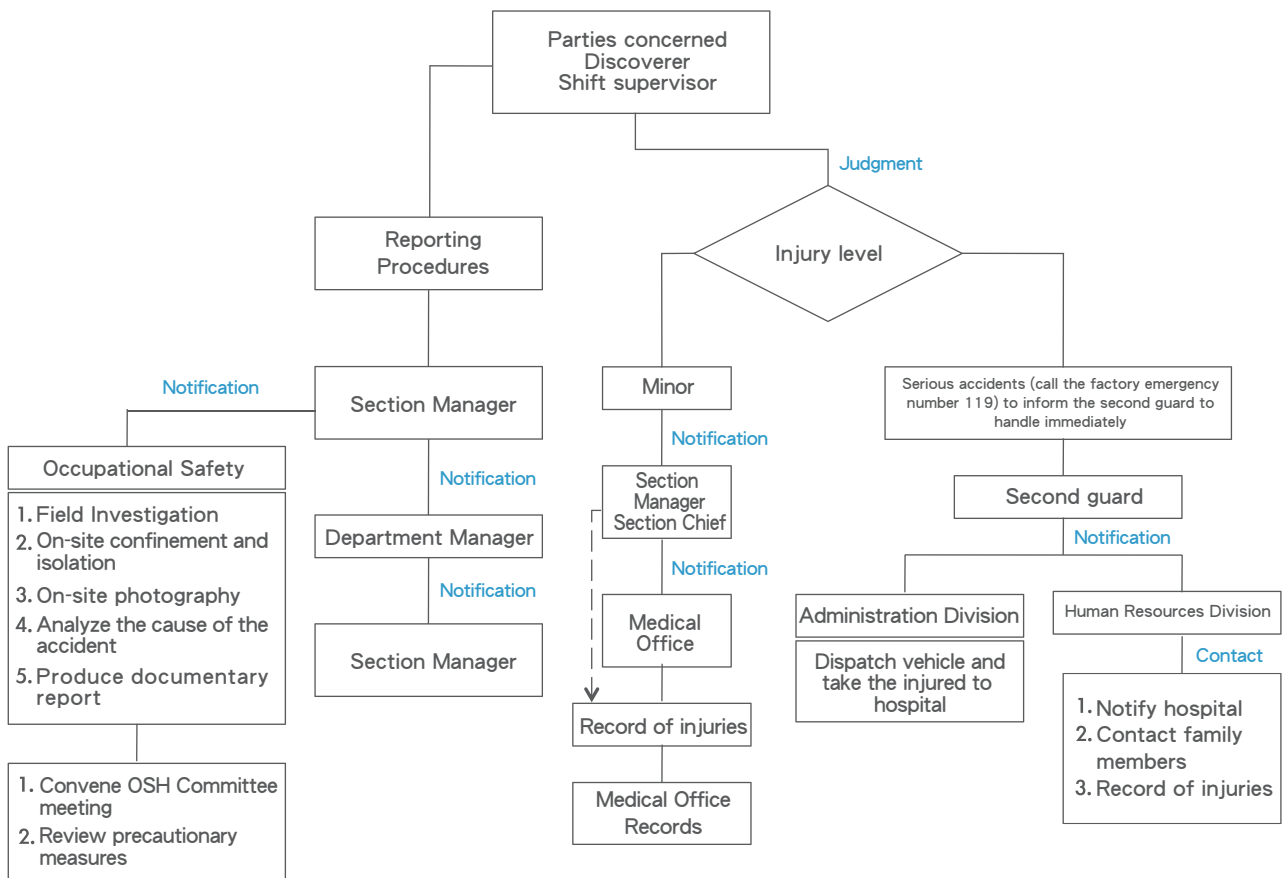 Parties concerned
Discoverer
Shift supervisor
Judgment
Injury level
Reporting
Procedures
Notification
Section Manager
Minor
Serious accidents (call the factory emergency
number 119) to inform the second guard to
handle immediately
Occupational Safety
1. Field Investigation
2. On-site confinement and
isolation
3. On-site photography
4. Analyze the cause of the
accident
5. Produce documentary
report
1. Convene OSH Committee
meeting
2. Review precautionary
measures
Notification
Department Manager
Notification
Section Manager
Notification
Section
Manager
Section Chief
Notification
Medical
Office
Record of injuries
Medical Office
Records
Second guard
Notification
Administration Division
Dispatch vehicle and
take the injured to
hospital
Human Resources Division
Contact
1. Notify hospital
2. Contact family
members
3. Record of injuries